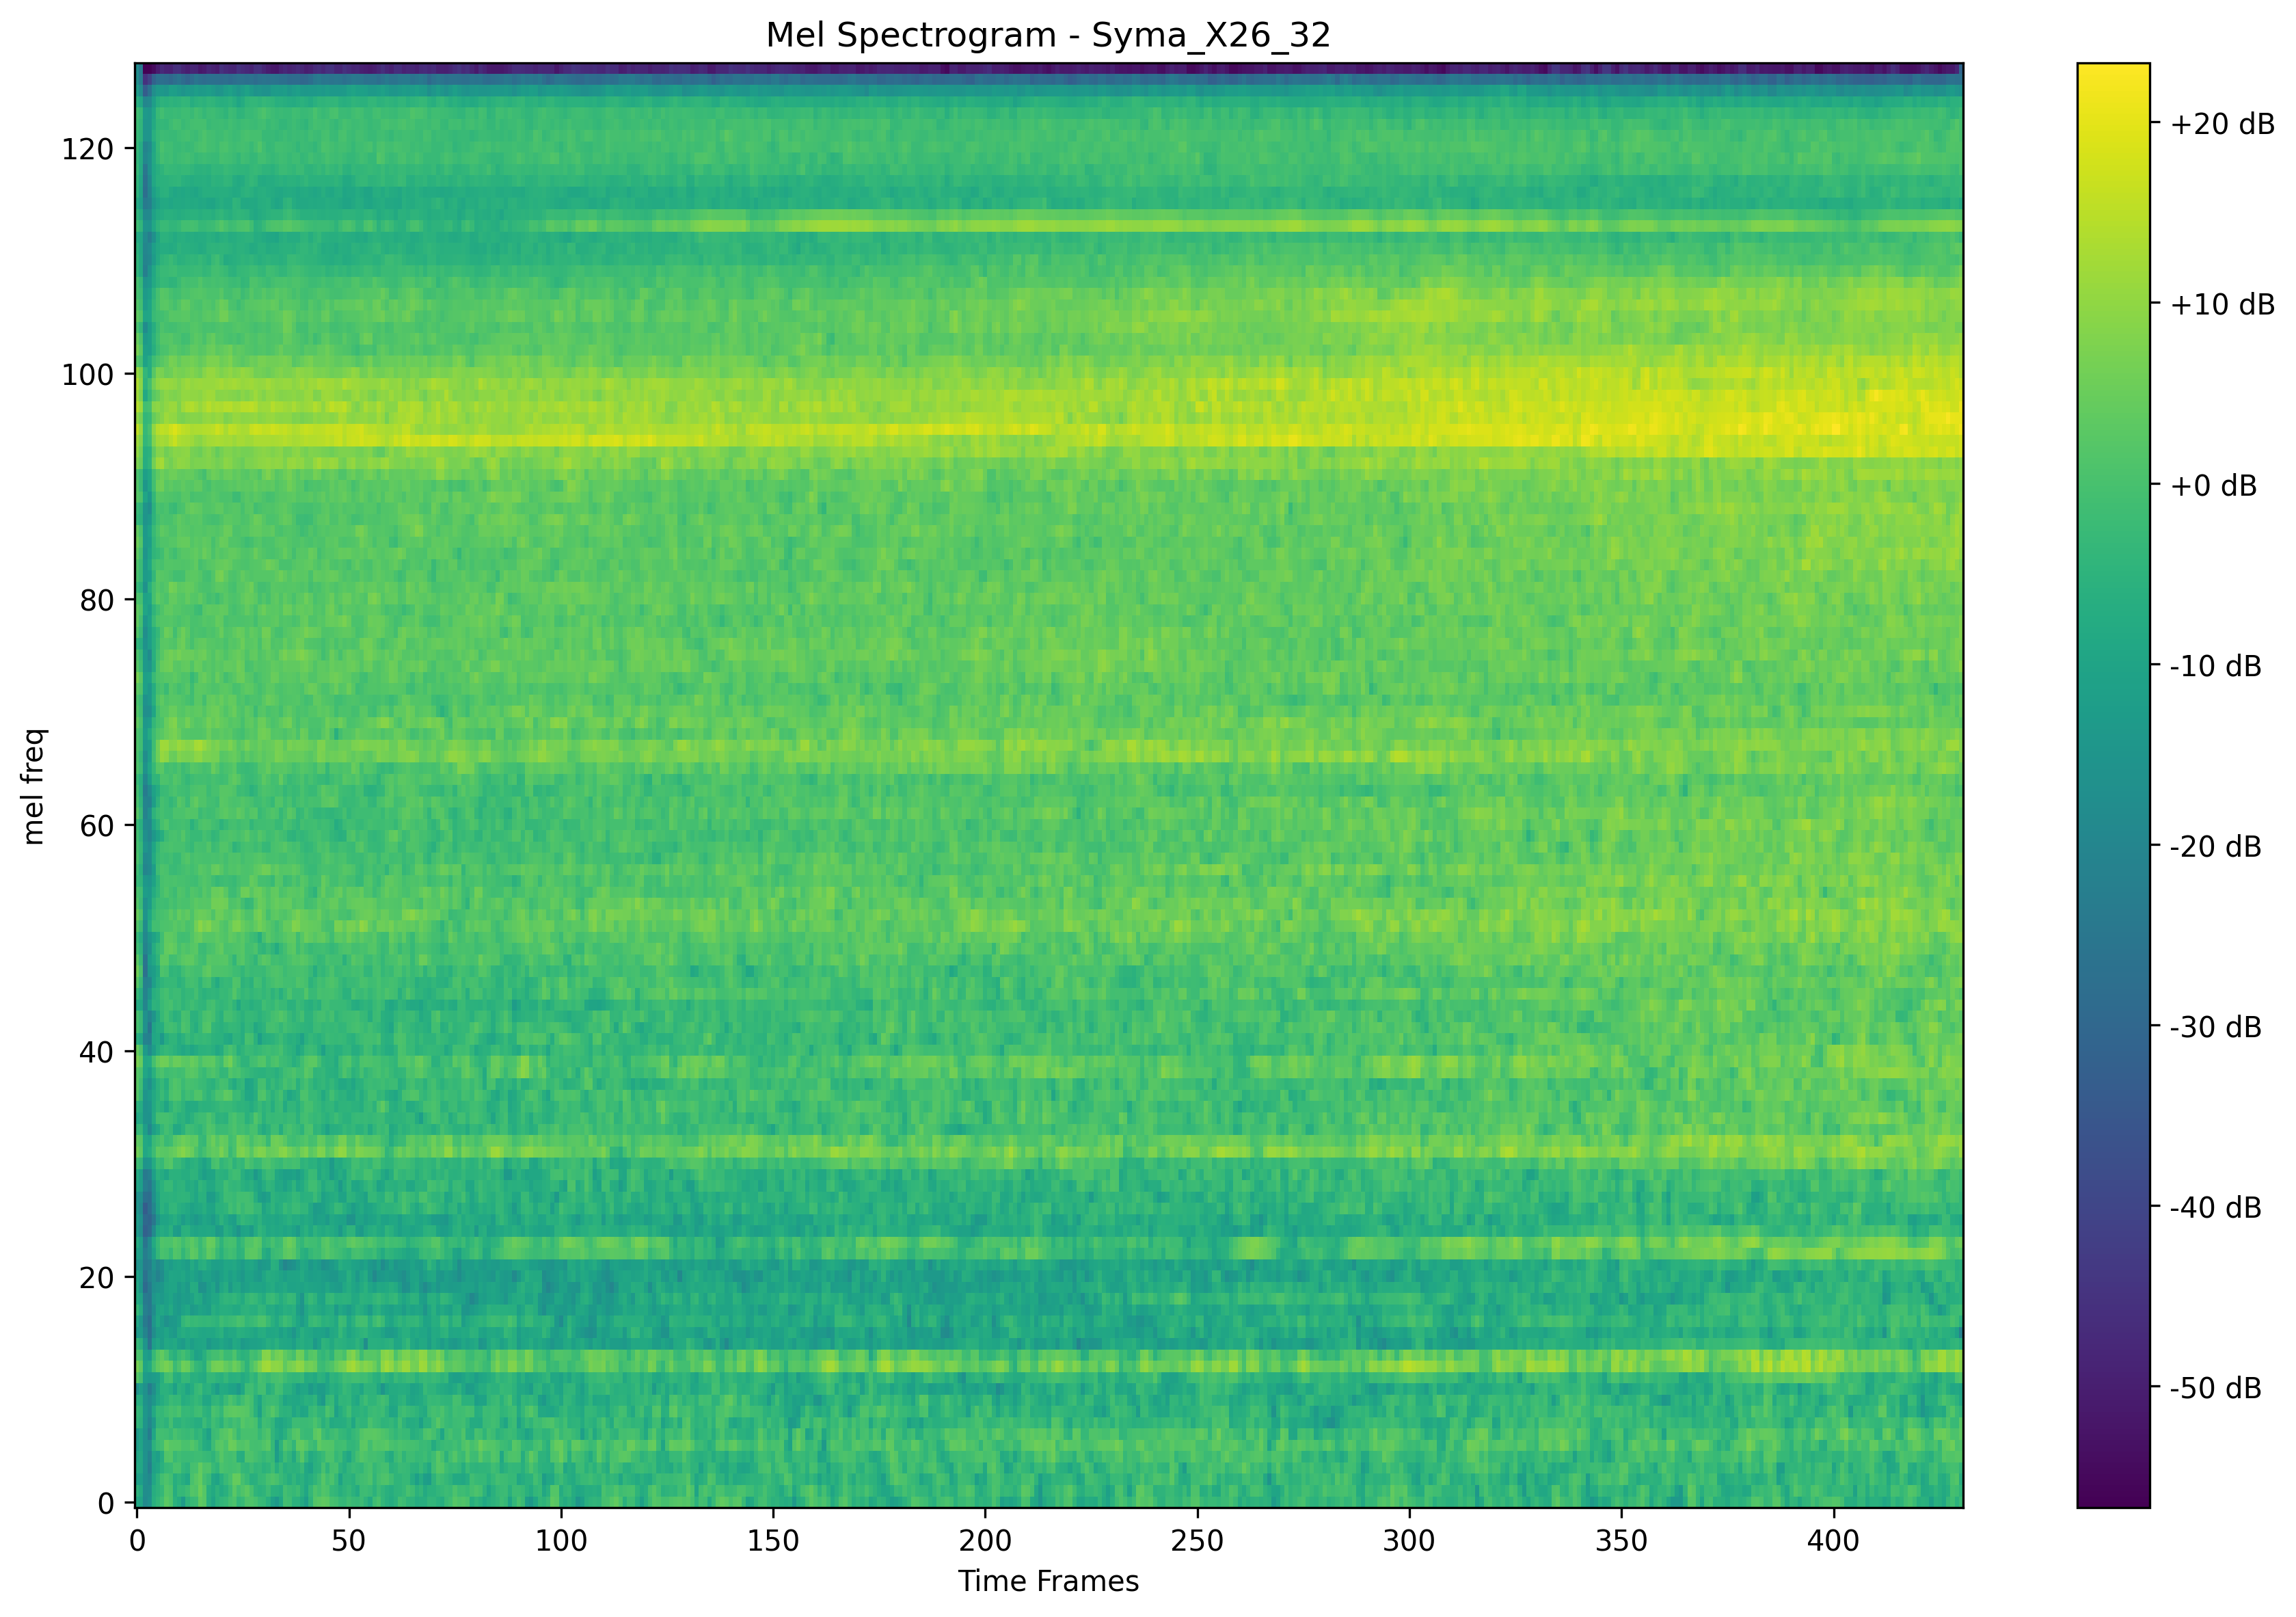 Mel Spectrogram - Syma_X26_32
mel freq
120
100
80
60
40
20
0
0 50 100 150 200 250 300 350 400
Time Frames
+20 dB
+10 dB
+0 dB
-10 dB
-20 dB
-30 dB
-40 dB
-50 dB